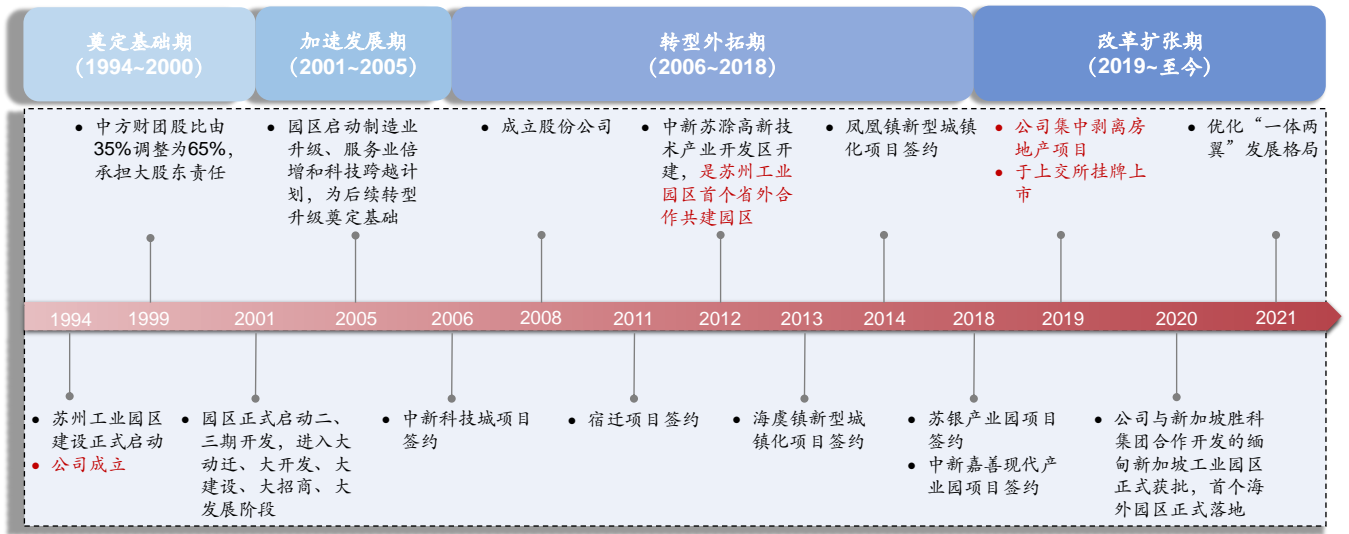 奠定基础期
（1994~2000）
加速发展期
（2001~2005）
转型外拓期
（2006~2018）
改革扩张期
（2019~至今）
● 中方财团股比由
35%调整为65%，
承担大股东责任
● 园区启动制造业
升级、服务业倍
增和科技跨越计
划，为后续转型
升级奠定基础
● 成立股份公司
● 中新苏滁高新技
术产业开发区开
建，是苏州工业
园区首个省外合
作共建园区
● 凤凰镇新型城镇
化项目签约
● 公司集中剥离房
地产项目
● 于上交所挂牌上
市
● 优化“一体两
翼”发展格局
1994 1999 2001 2005 2006 2008 2011 2012 2013 2014 2018 2019 2020 2021
● 苏州工业园区
建设正式启动
● 公司成立
● 园区正式启动二、
三期开发，进入大
动迁、大开发、大
建设、大招商、大
发展阶段
● 中新科技城项目
签约
● 宿迁项目签约
● 海虞镇新型城
镇化项目签约
● 苏银产业园项目
签约
● 中新嘉善现代产
业园项目签约
● 公司与新加坡胜科
集团合作开发的缅
甸新加坡工业园区
正式获批，首个海
外园区正式落地